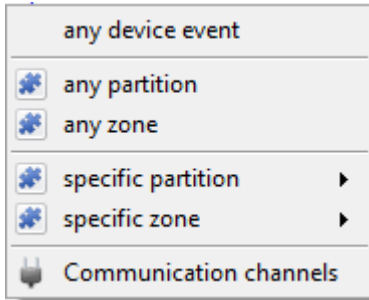 any device event
any partition
any zone
specific partition
specific zone
Communication channels